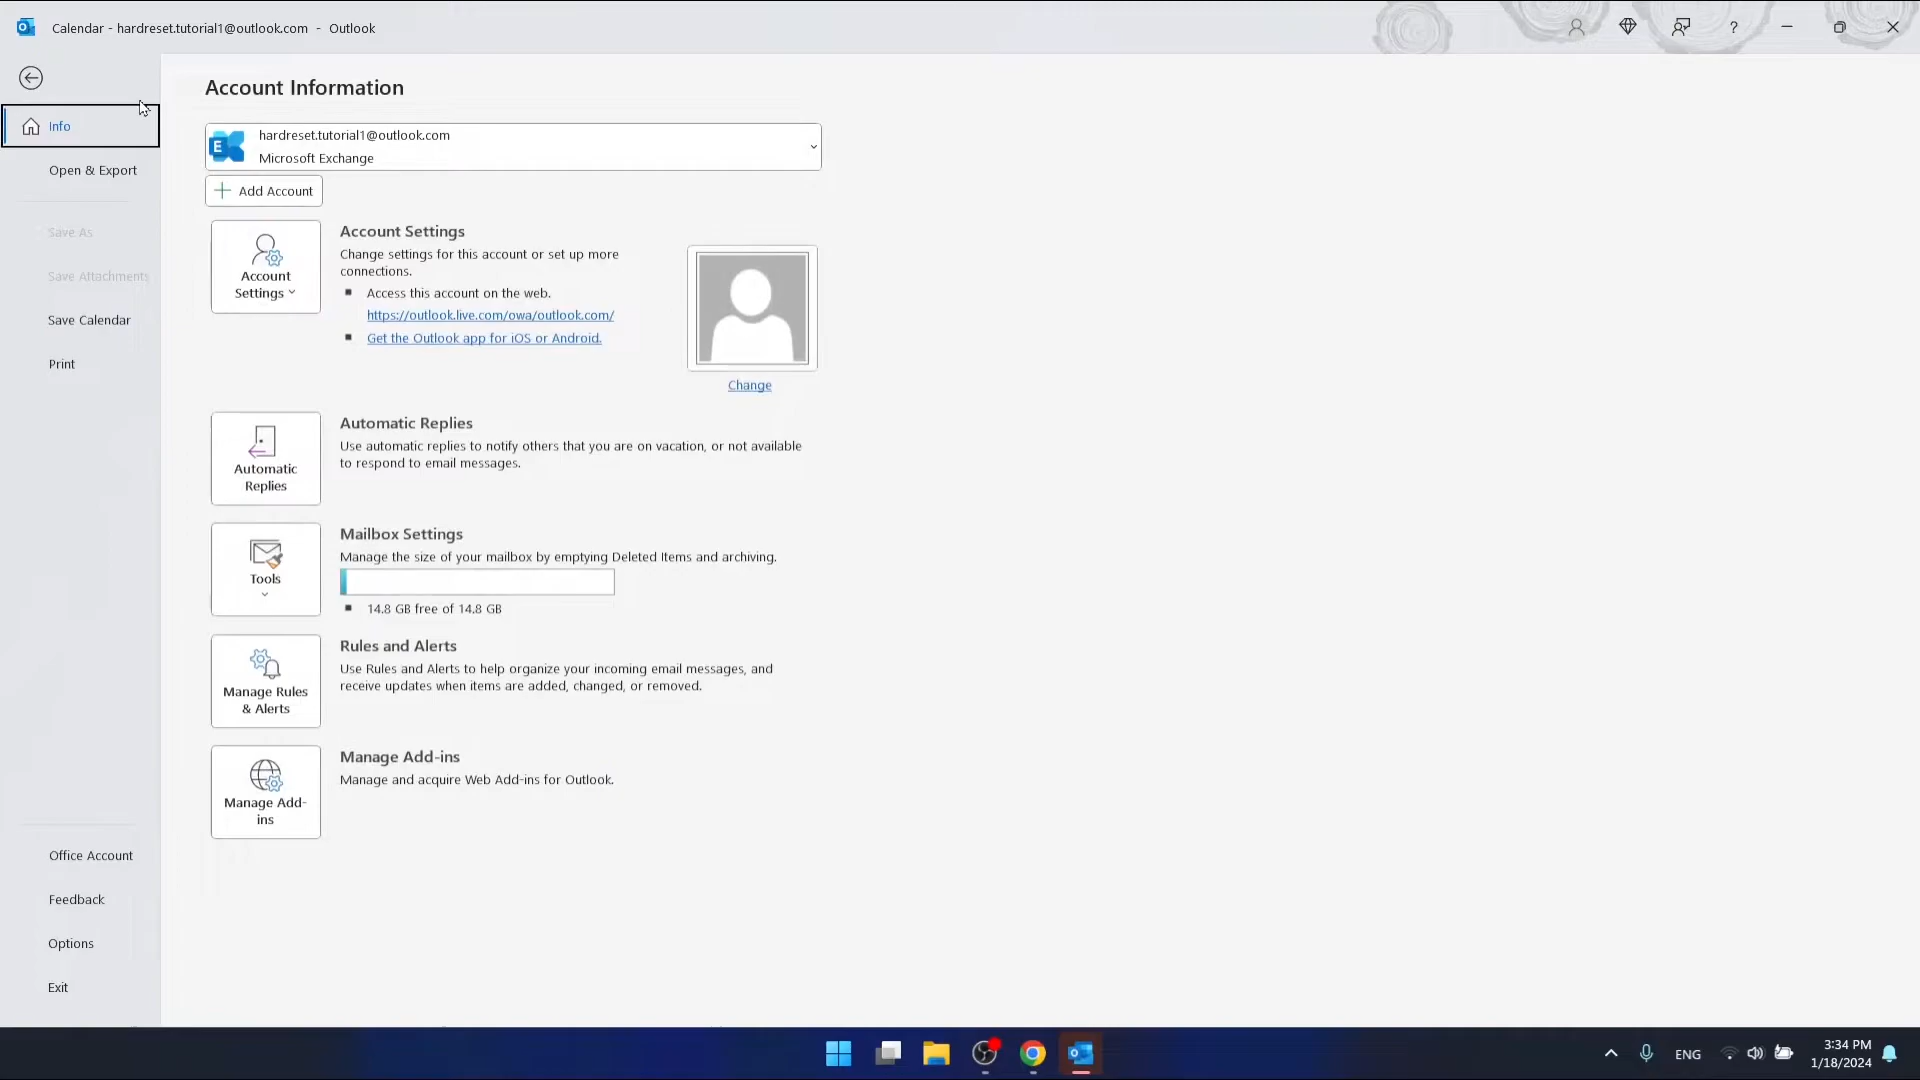 Calendar - hardreset.tutorial1@outlook.com - Outlook
Info
Open & Export
Save As
Save Attachments
Save Calendar
Print
Office Account
Feedback
Options
Exit
Account Information
E
hardreset.tutorial1@outlook.com
Microsoft Exchange
Add Account
Account
Settings
Account Settings
Change settings for this account or set up more
connections.
Access this account on the web.
https://outlook.live.com/owa/outlook.com/
Get the Outlook app for iOS or Android.
Change
Automatic
Replies
Automatic Replies
Use automatic replies to notify others that you are on vacation, or not available
to respond to email messages.
Tools
Mailbox Settings
Manage the size of your mailbox by emptying Deleted Items and archiving.
14.8 GB free of 14.8 GB
Manage Rules
& Alerts
Rules and Alerts
Use Rules and Alerts to help organize your incoming email messages, and
receive updates when items are added, changed, or removed.
Manage Add-
ins
Manage Add-ins
Manage and acquire Web Add-ins for Outlook.
ENG
3:34 PM
1/18/2024